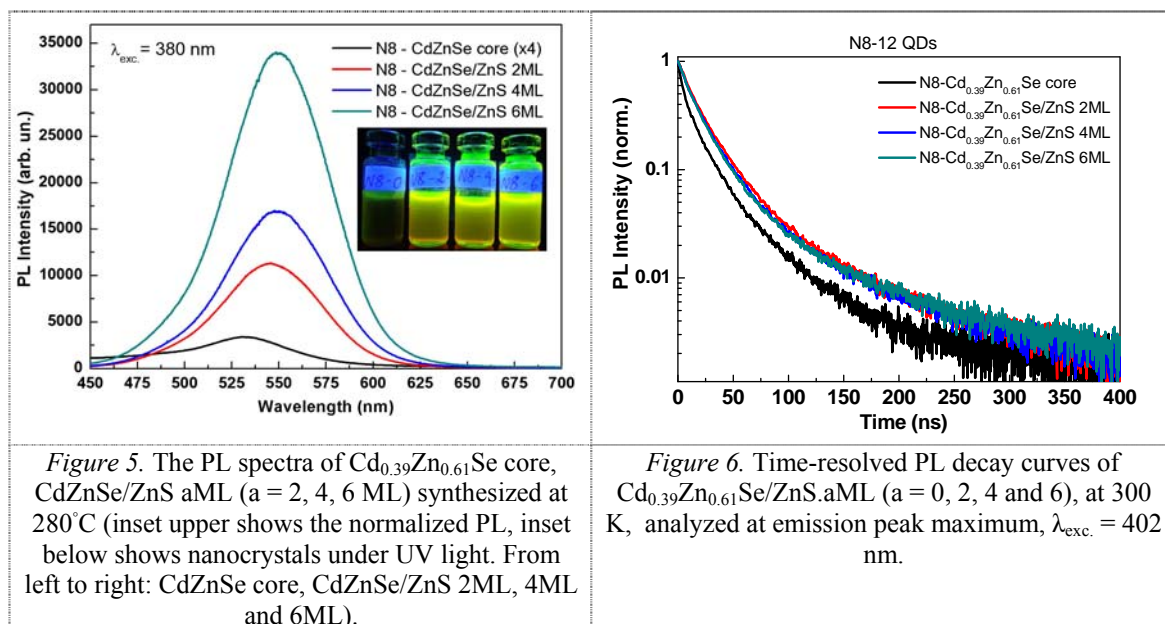 35000
30000
25000
20000
15000
10000
5000
0
PL Intensity (arb. un.)
λexc. = 380 nm
N8 - CdZnSe core (x4)
N8 - CdZnSe/ZnS 2ML
N8 - CdZnSe/ZnS 4ML
N8 - CdZnSe/ZnS 6ML
N8-0 N8-2 N8-4 N8-6
450 475 500 525 550 575 600 625 650 675 700
Wavelength (nm)
N8-12 QDs
1
0.1
0.01
PL Intensity (norm.)
N8-Cd0.39Zn0.61Se core
N8-Cd0.39Zn0.61Se/ZnS 2ML
N8-Cd0.39Zn0.61Se/ZnS 4ML
N8-Cd0.39Zn0.61Se/ZnS 6ML
0 50 100 150 200 250 300 350 400
Time (ns)
Figure 5. The PL spectra of Cd0.39Zn0.61Se core,
CdZnSe/ZnS aML (a = 2, 4, 6 ML) synthesized at
280°C (inset upper shows the normalized PL, inset
below shows nanocrystals under UV light. From
left to right: CdZnSe core, CdZnSe/ZnS 2ML, 4ML
and 6ML).
Figure 6. Time-resolved PL decay curves of
Cd0.39Zn0.61Se/ZnS.aML (a = 0, 2, 4 and 6), at 300
K, analyzed at emission peak maximum, λexc. = 402
nm.